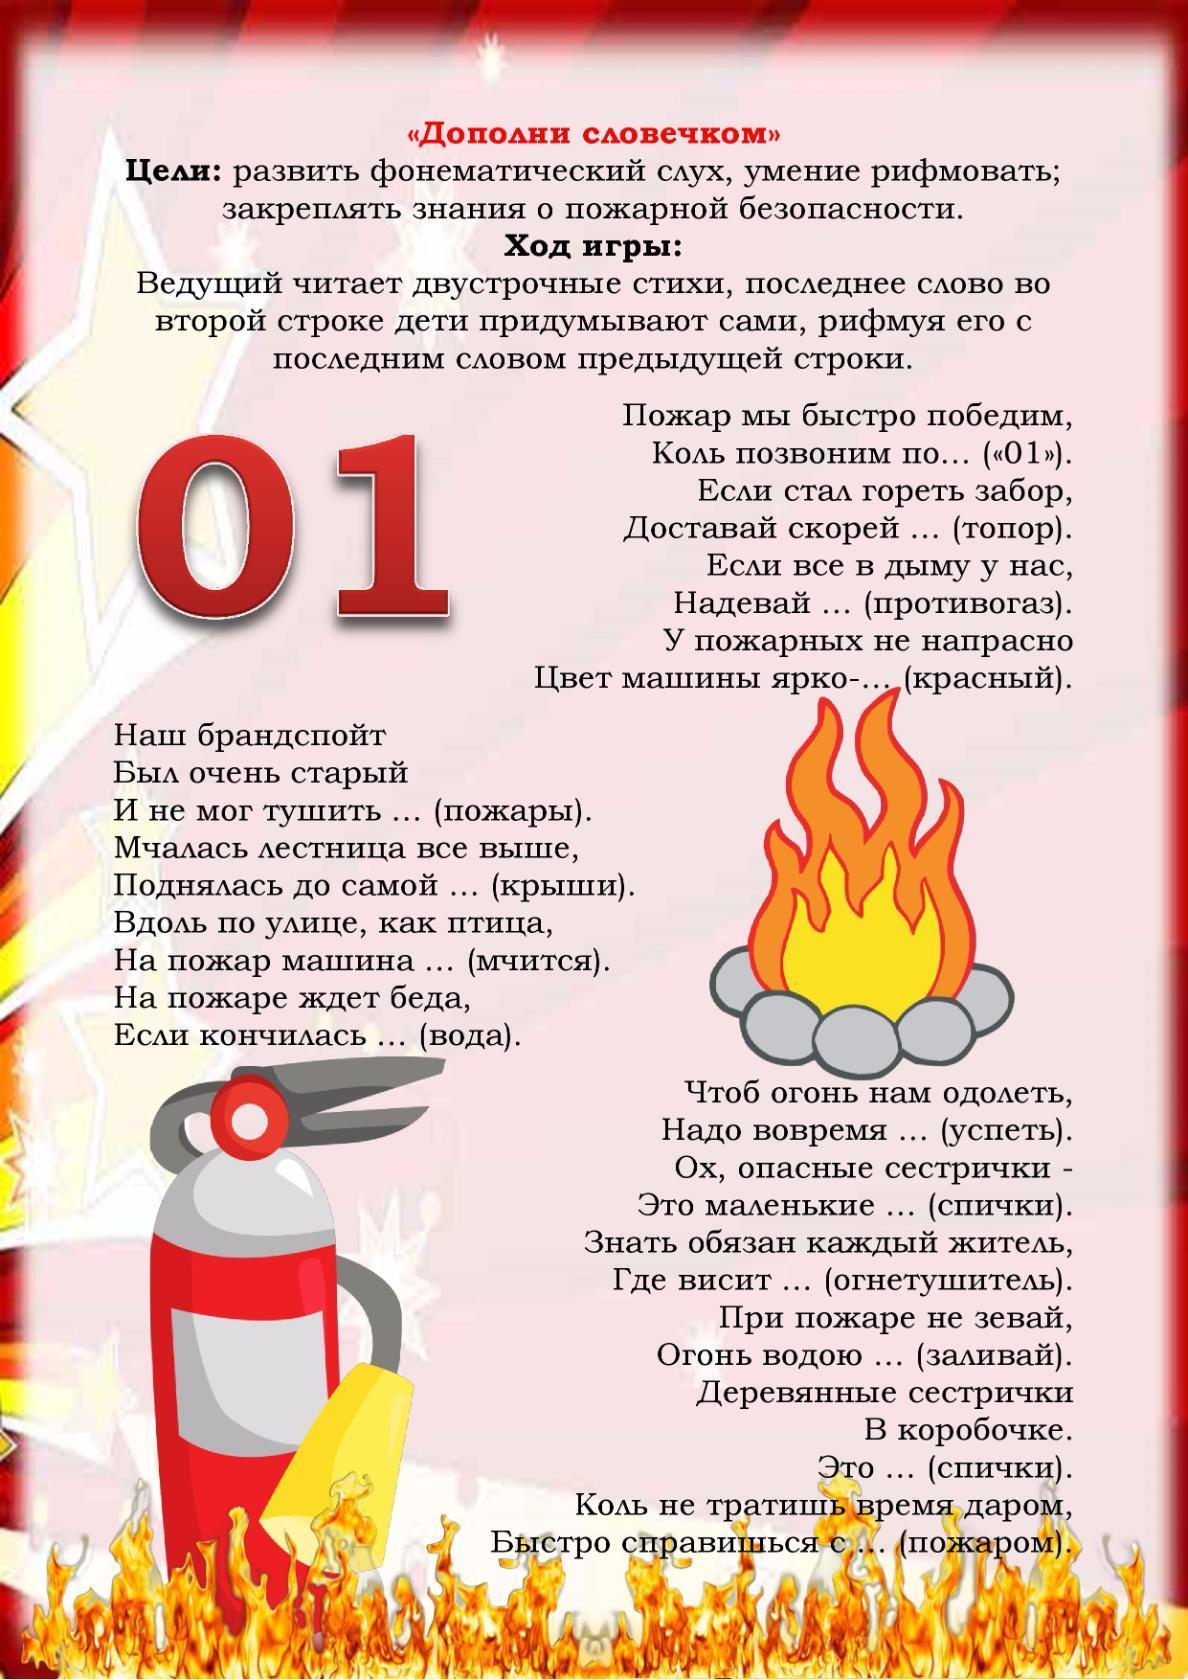 «Дополни словечком»
Цели: развить фонематический слух, умение рифмовать;
закреплять знания о пожарной безопасности.
Ход игры:
Ведущий читает двустрочные стихи, последнее слово во
второй строке дети придумывают сами, рифмуя его с
последним словом предыдущей строки.
01
Пожар мы быстро победим,
Коль позвоним по… («01»).
Если стал гореть забор,
Доставай скорей … (топор).
Если все в дыму у нас,
Надевай … (противогаз).
У пожарных не напрасно
Цвет машины ярко-… (красный).
Наш брандспойт
Был очень старый
И не мог тушить … (пожары).
Мчалась лестница все выше,
Поднялась до самой … (крыши).
Вдоль по улице, как птица,
На пожар машина … (мчится).
На пожаре ждет беда,
Если кончилась … (вода).
Чтоб огонь нам одолеть,
Надо вовремя … (успеть).
Ох, опасные сестрички -
Это маленькие … (спички).
Знать обязан каждый житель,
Где висит … (огнетушитель).
При пожаре не зевай,
Огонь водою … (заливай).
Деревянные сестрички
В коробочке.
Это … (спички).
Коль не тратишь время даром,
Быстро справишься с … (пожаром).